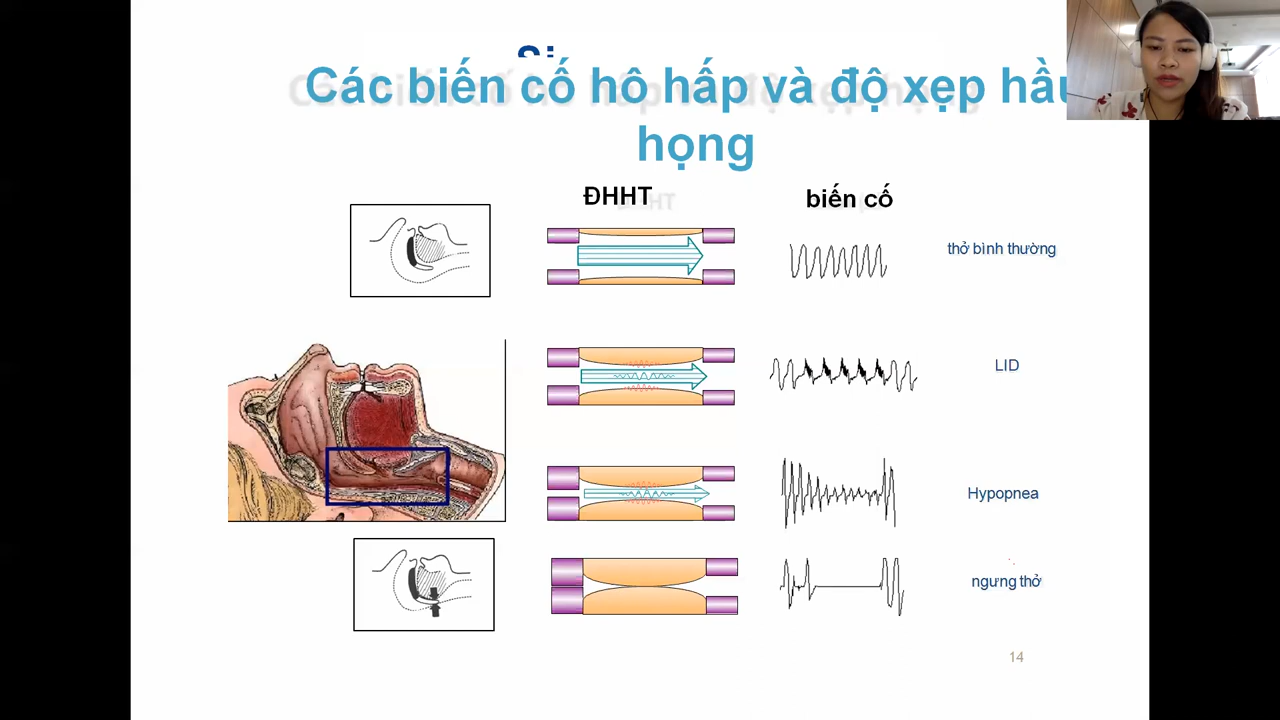 Các biến cố hô hấp và độ xẹp hầu
họng
ĐHHT
biến cố
thở bình thường
LID
Hypopnea
ngưng thở
14